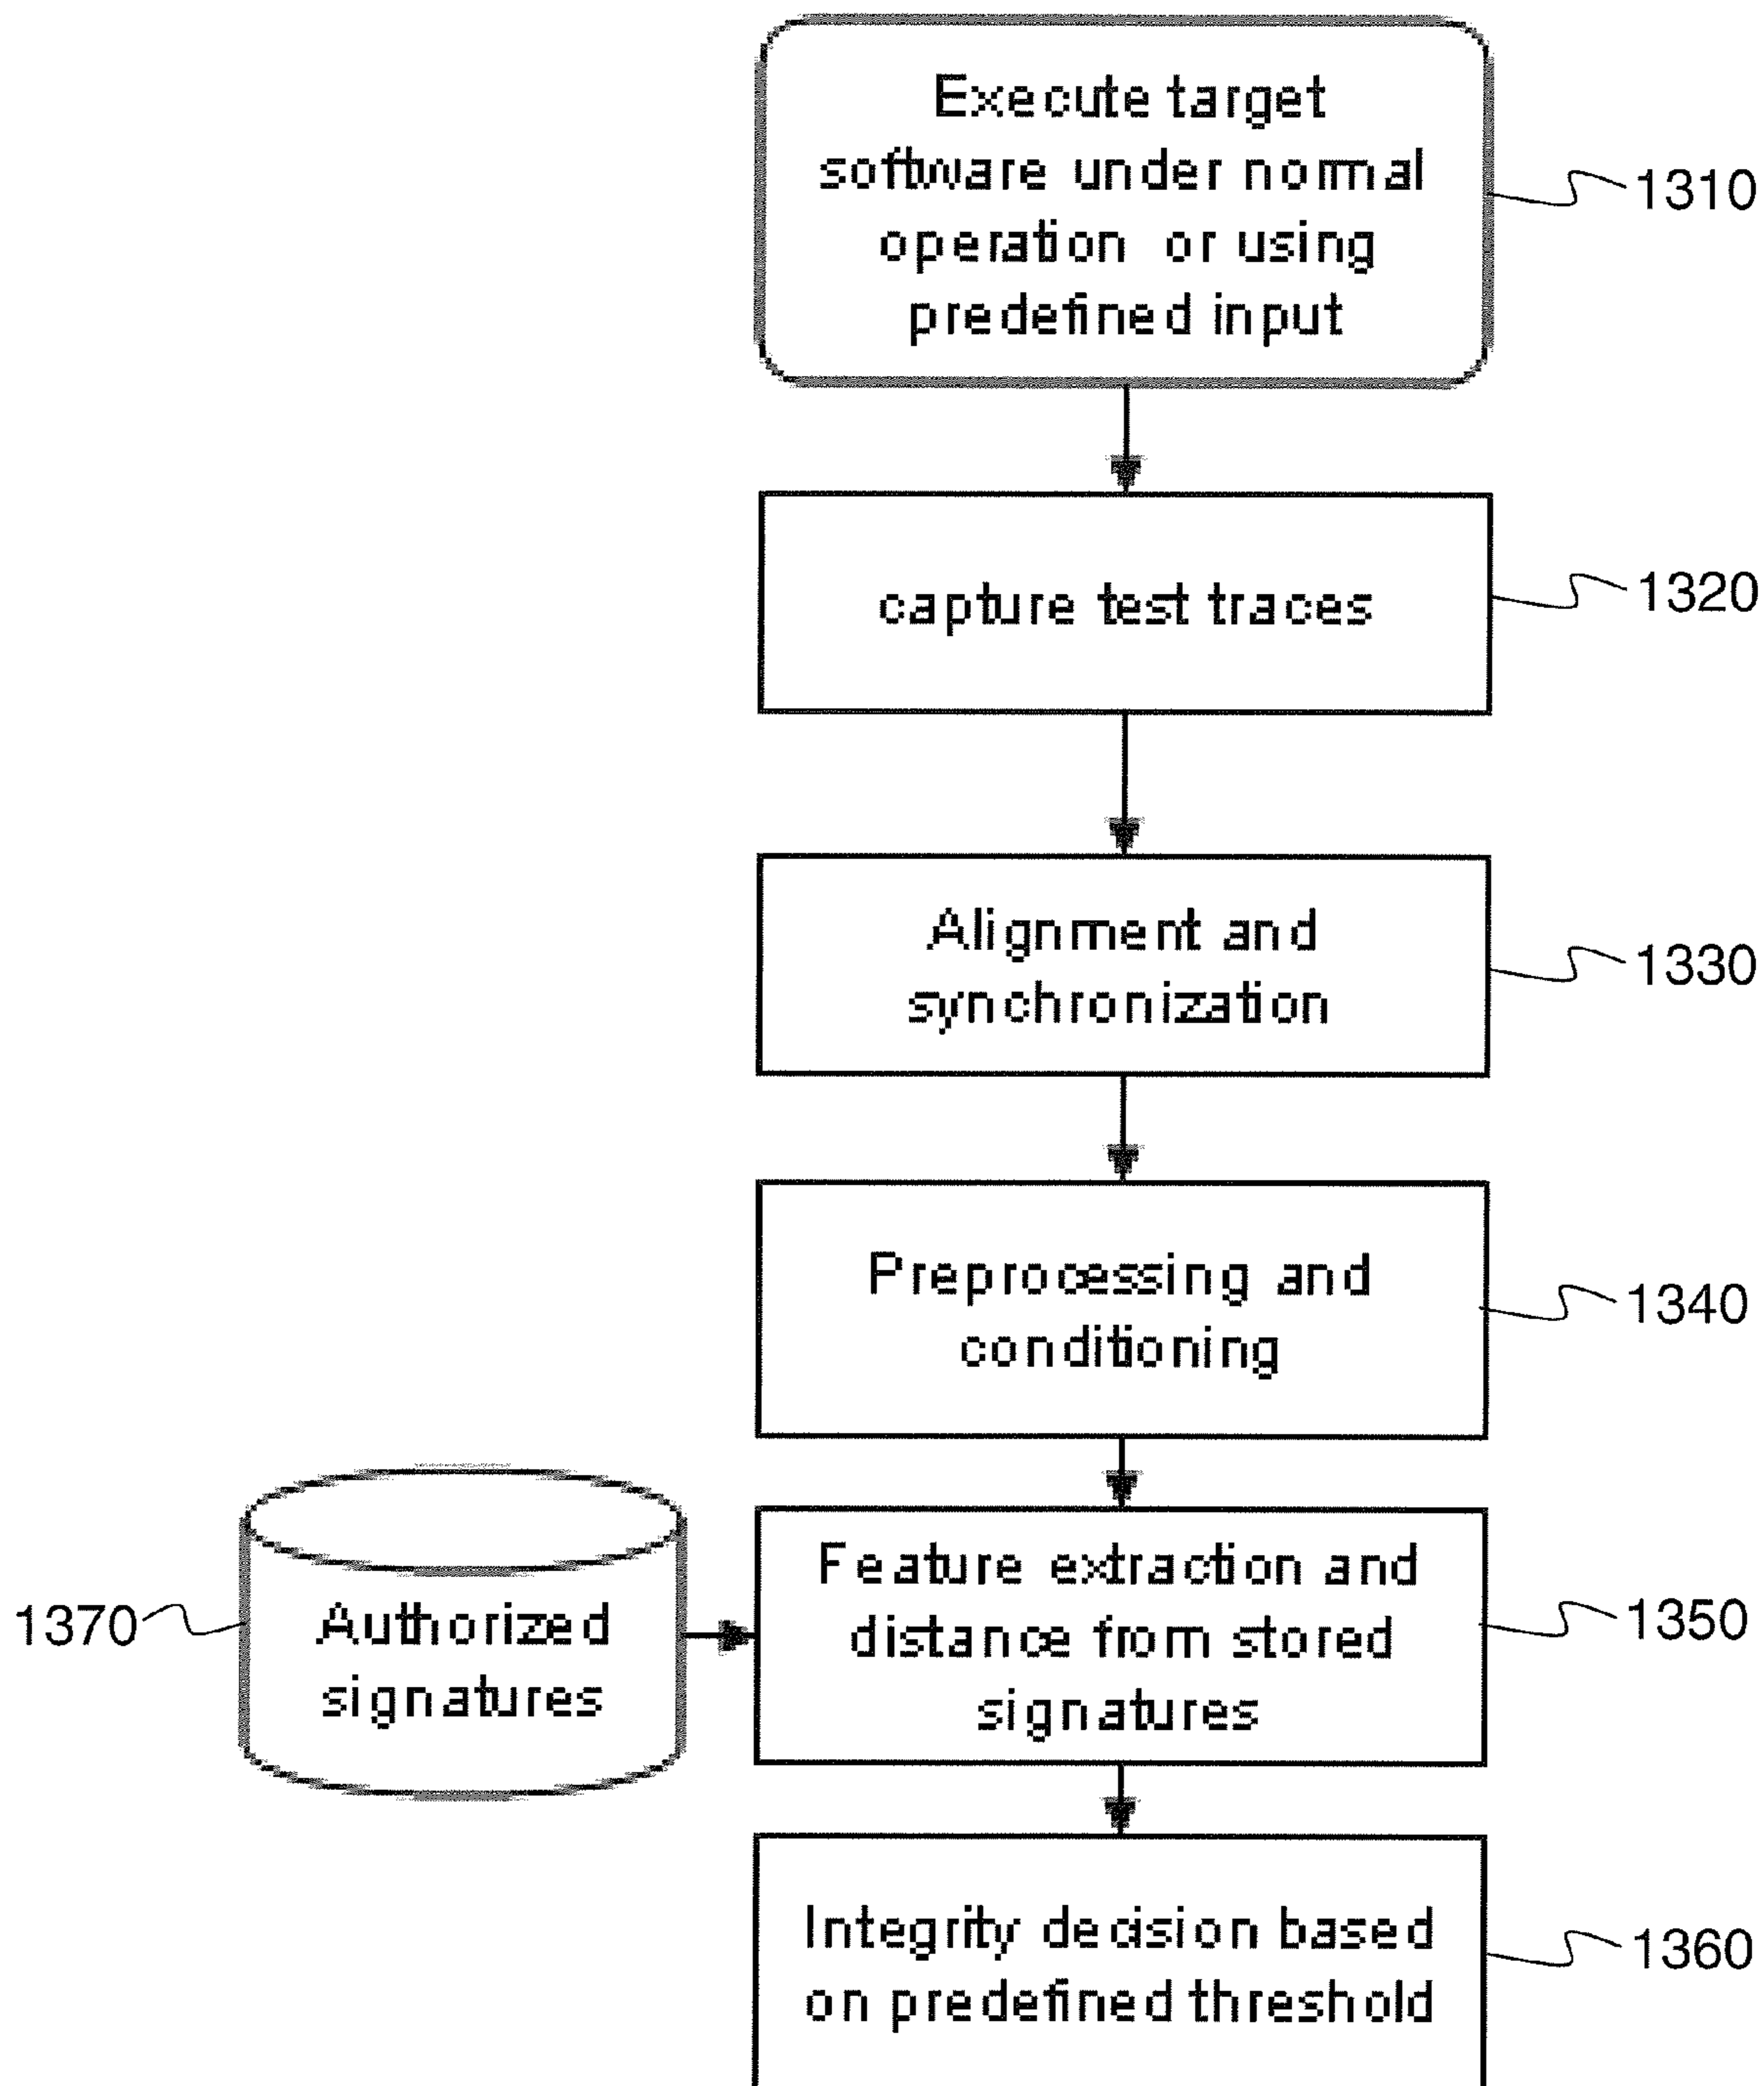 Execute target
software under normal
operation or using
predefined input
1310
capture test traces
1320
Alignment and
synchronization
1330
Preprocessing and
conditioning
1340
Authorized
signatures
1370
Feature extraction and
distance from stored
signatures
1350
Integrity decision based
on predefined threshold
1360